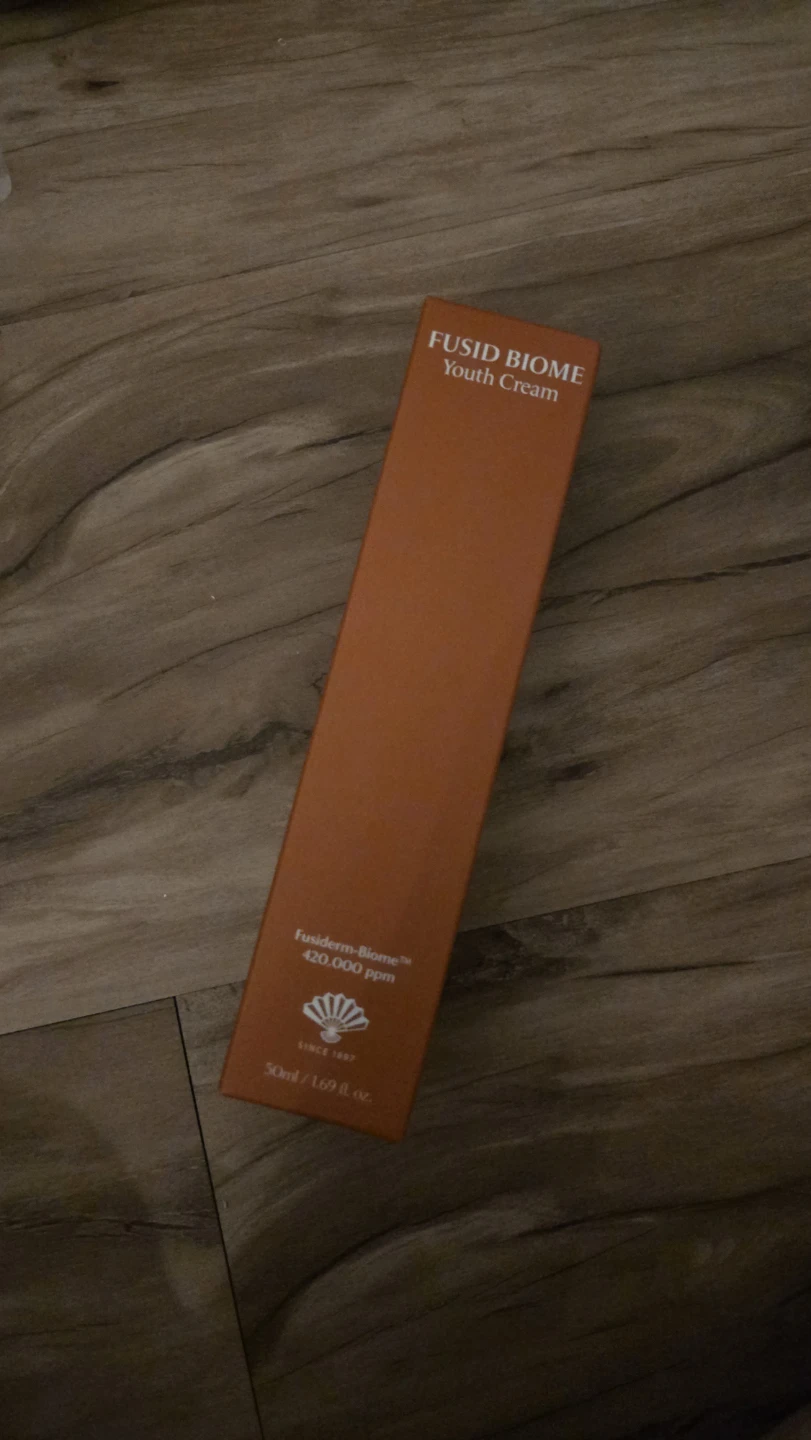 FUSID BIOME
Youth Cream
Fusiderm-Biome™
420,000 ppm
SINCE 1897
50ml / 1.69 fl. oz.